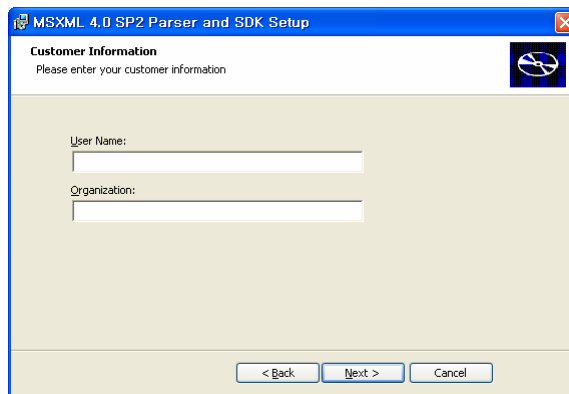 MSXML 4.0 SP2 Parser and SDK Setup
Customer Information
Please enter your customer information
User Name:
Organization:
< Back
Next >
Cancel